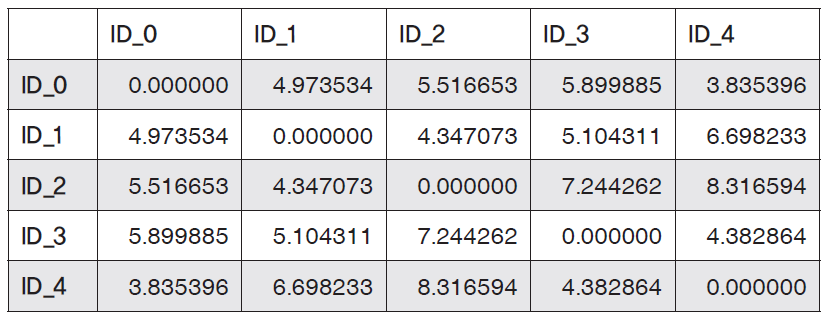 ID_0 ID_1 ID_2 ID_3 ID_4
ID_0 0.000000 4.973534 5.516653 5.899885 3.835396
ID_1 4.973534 0.000000 4.347073 5.104311 6.698233
ID_2 5.516653 4.347073 0.000000 7.244262 8.316594
ID_3 5.899885 5.104311 7.244262 0.000000 4.382864
ID_4 3.835396 6.698233 8.316594 4.382864 0.000000